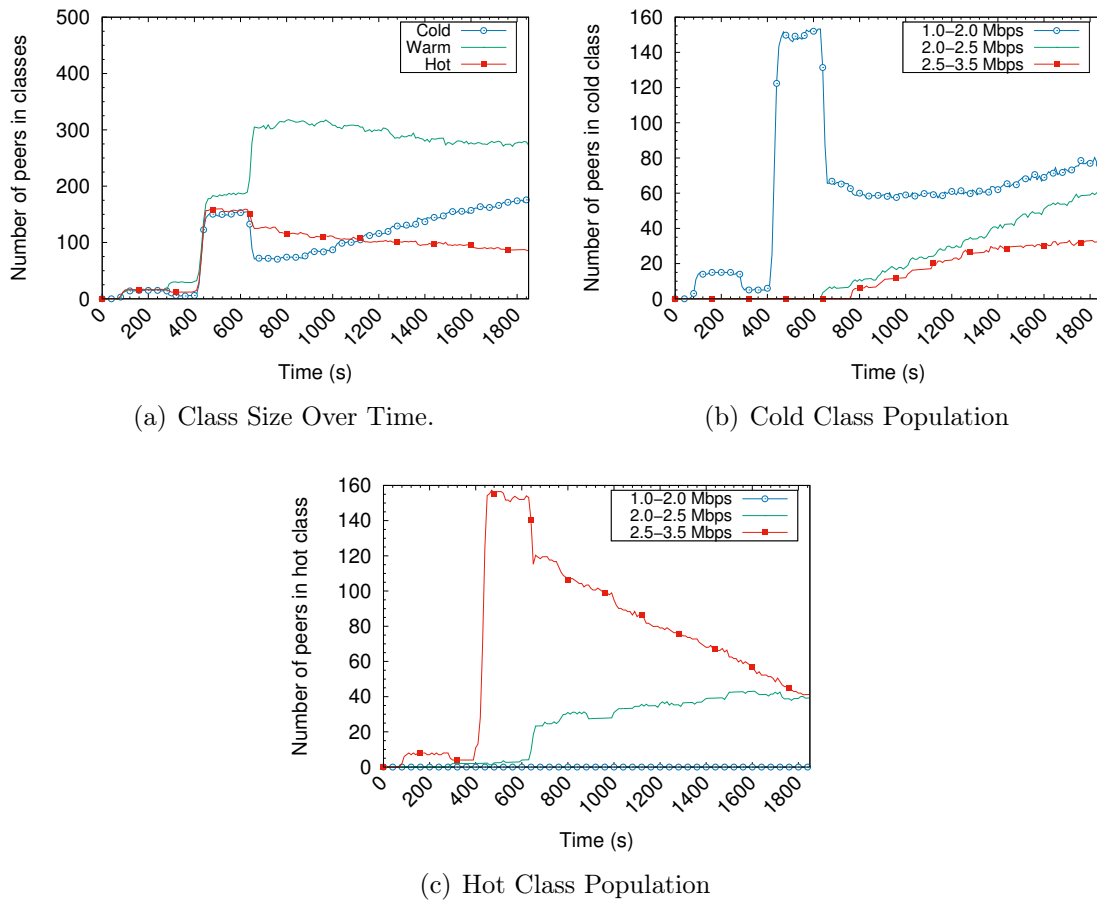 500
400
300
200
100
0
Number of peers in classes
Cold
Warm
Hot
0 200 400 600 800 1000 1200 1400 1600 1800
Time (s)
(a) Class Size Over Time.
160
140
120
100
80
60
40
20
0
Number of peers in cold class
1.0−2.0 Mbps
2.0−2.5 Mbps
2.5−3.5 Mbps
0 200 400 600 800 1000 1200 1400 1600 1800
Time (s)
(b) Cold Class Population
160
140
120
100
80
60
40
20
0
Number of peers in hot class
1.0−2.0 Mbps
2.0−2.5 Mbps
2.5−3.5 Mbps
0 200 400 600 800 1000 1200 1400 1600 1800
Time (s)
(c) Hot Class Population